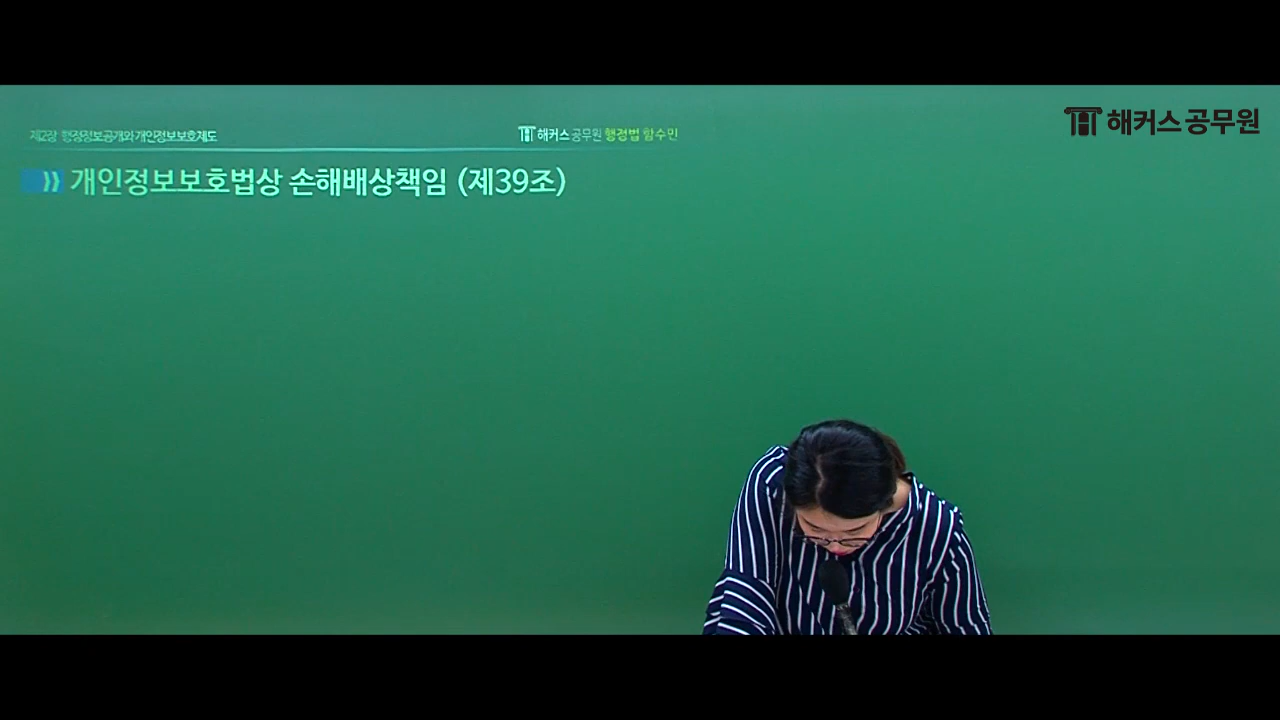 제2장 행정정보공개와 개인정보보호제도
해커스공무원 행정법 함수민
해커스공무원
개인정보보호법상 손해배상책임 (제39조)